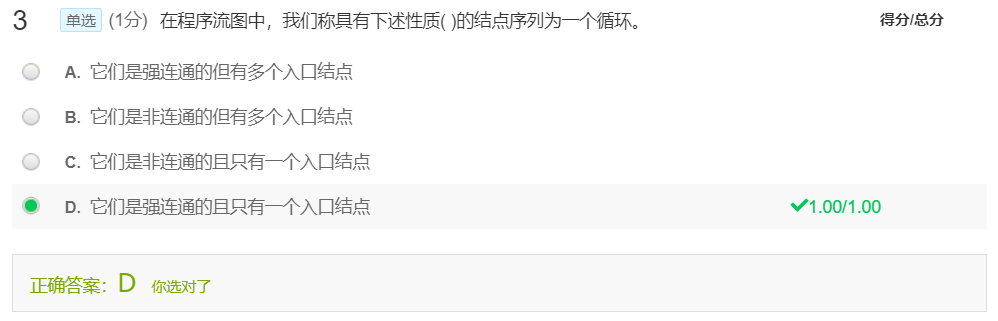 3 单选 (1分) 在程序流图中，我们称具有下述性质( )的结点序列为一个循环。 得分/总分
A. 它们是强连通的但有多个入口结点
B. 它们是非连通的但有多个入口结点
C. 它们是非连通的且只有一个入口结点
D. 它们是强连通的且只有一个入口结点 1.00/1.00
正确答案：D 你选对了